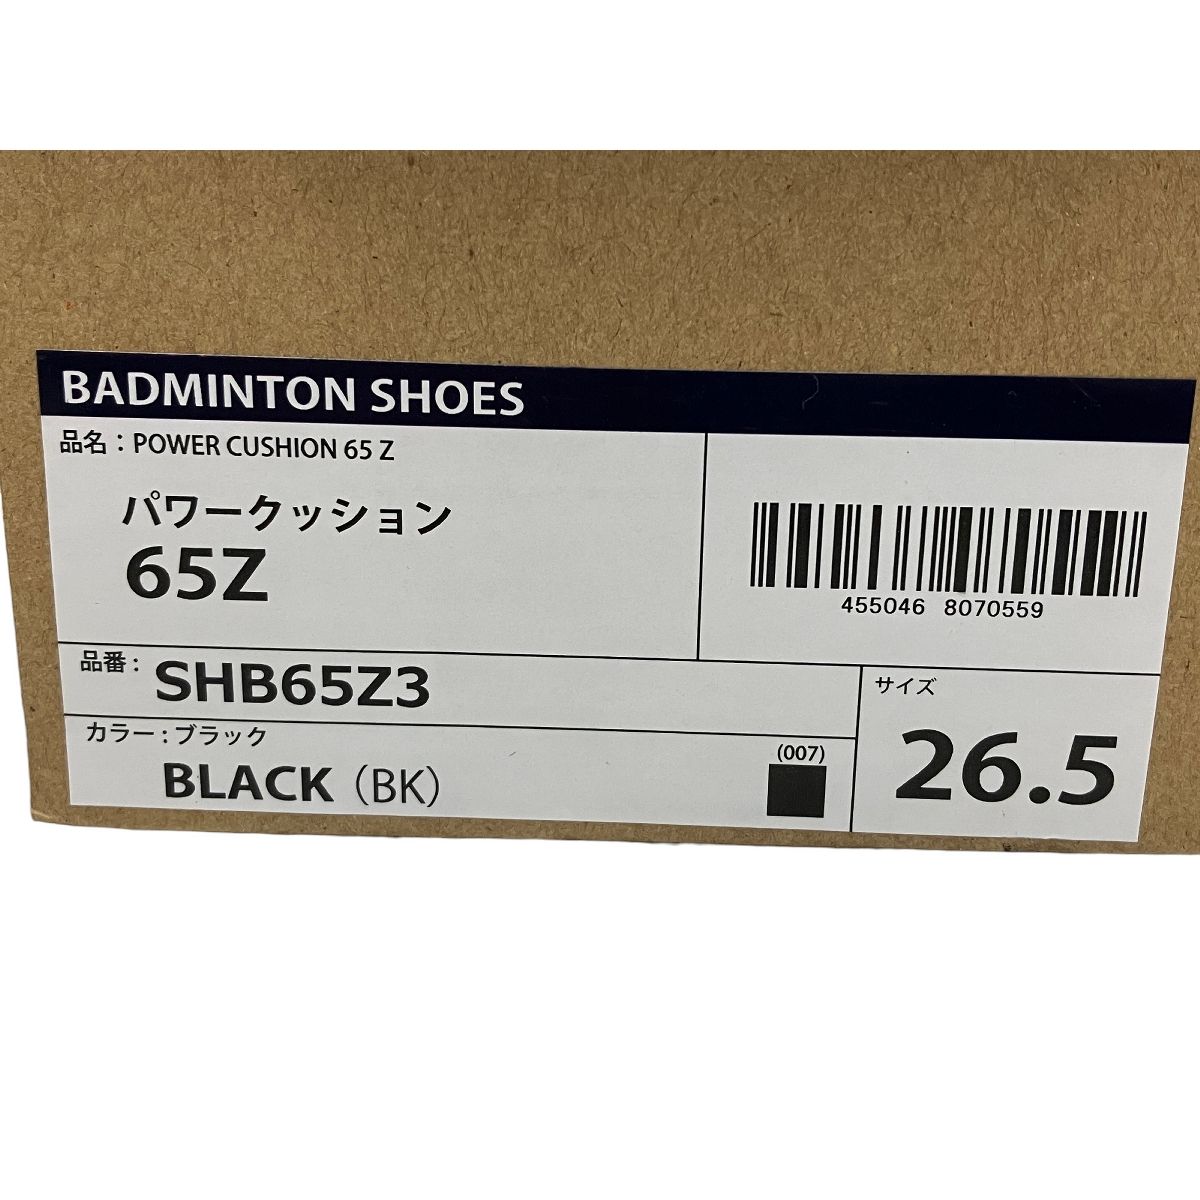 BADMINTON SHOES
品名：POWER CUSHION 65 Z
パワークッション
65Z
455046 8070559
品番：SHB65Z3
カラー：ブラック
BLACK（BK）
(007)
サイズ
26.5